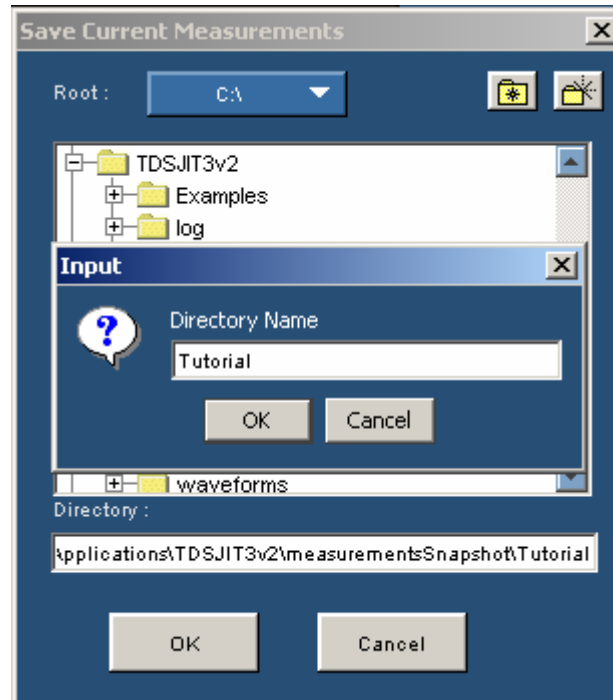 Save Current Measurements
Root :
C:\
TDSJIT3v2
Examples
log
Input
Directory Name
Tutorial
OK
Cancel
waveforms
Directory :
\TDSJIT3v2\measurementsSnapshot\Tutorial
OK
Cancel